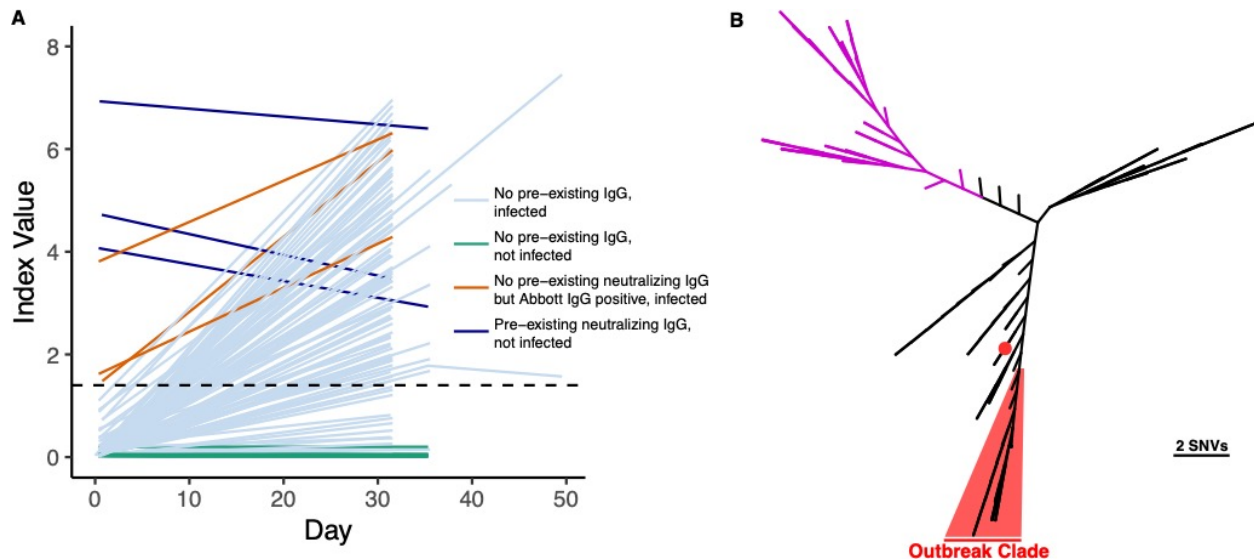 A
B
8
6
4
2
0
Index Value
0 10 20 30 40 50
Day
No pre-existing IgG,
infected
No pre-existing IgG,
not infected
No pre-existing neutralizing IgG
but Abbott IgG positive, infected
Pre-existing neutralizing IgG,
not infected
2 SNVs
Outbreak Clade